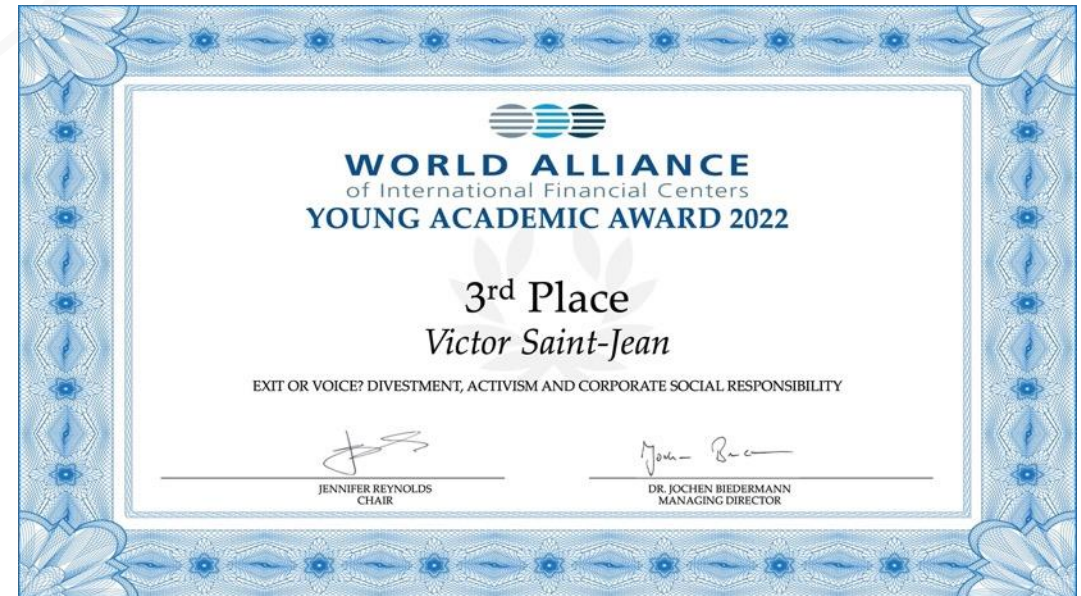 WORLD ALLIANCE
of International Financial Centers
YOUNG ACADEMIC AWARD 2022
3rd Place
Victor Saint-Jean
EXIT OR VOICE? DIVESTMENT, ACTIVISM AND CORPORATE SOCIAL RESPONSIBILITY
JENNIFER REYNOLDS
CHAIR
DR. JOCHEN BIEDERMANN
MANAGING DIRECTOR